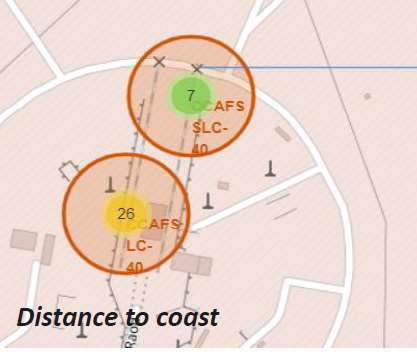 7
CCAFS
SLC-
40
26
CCAFS
LC-
40
Distance to coast